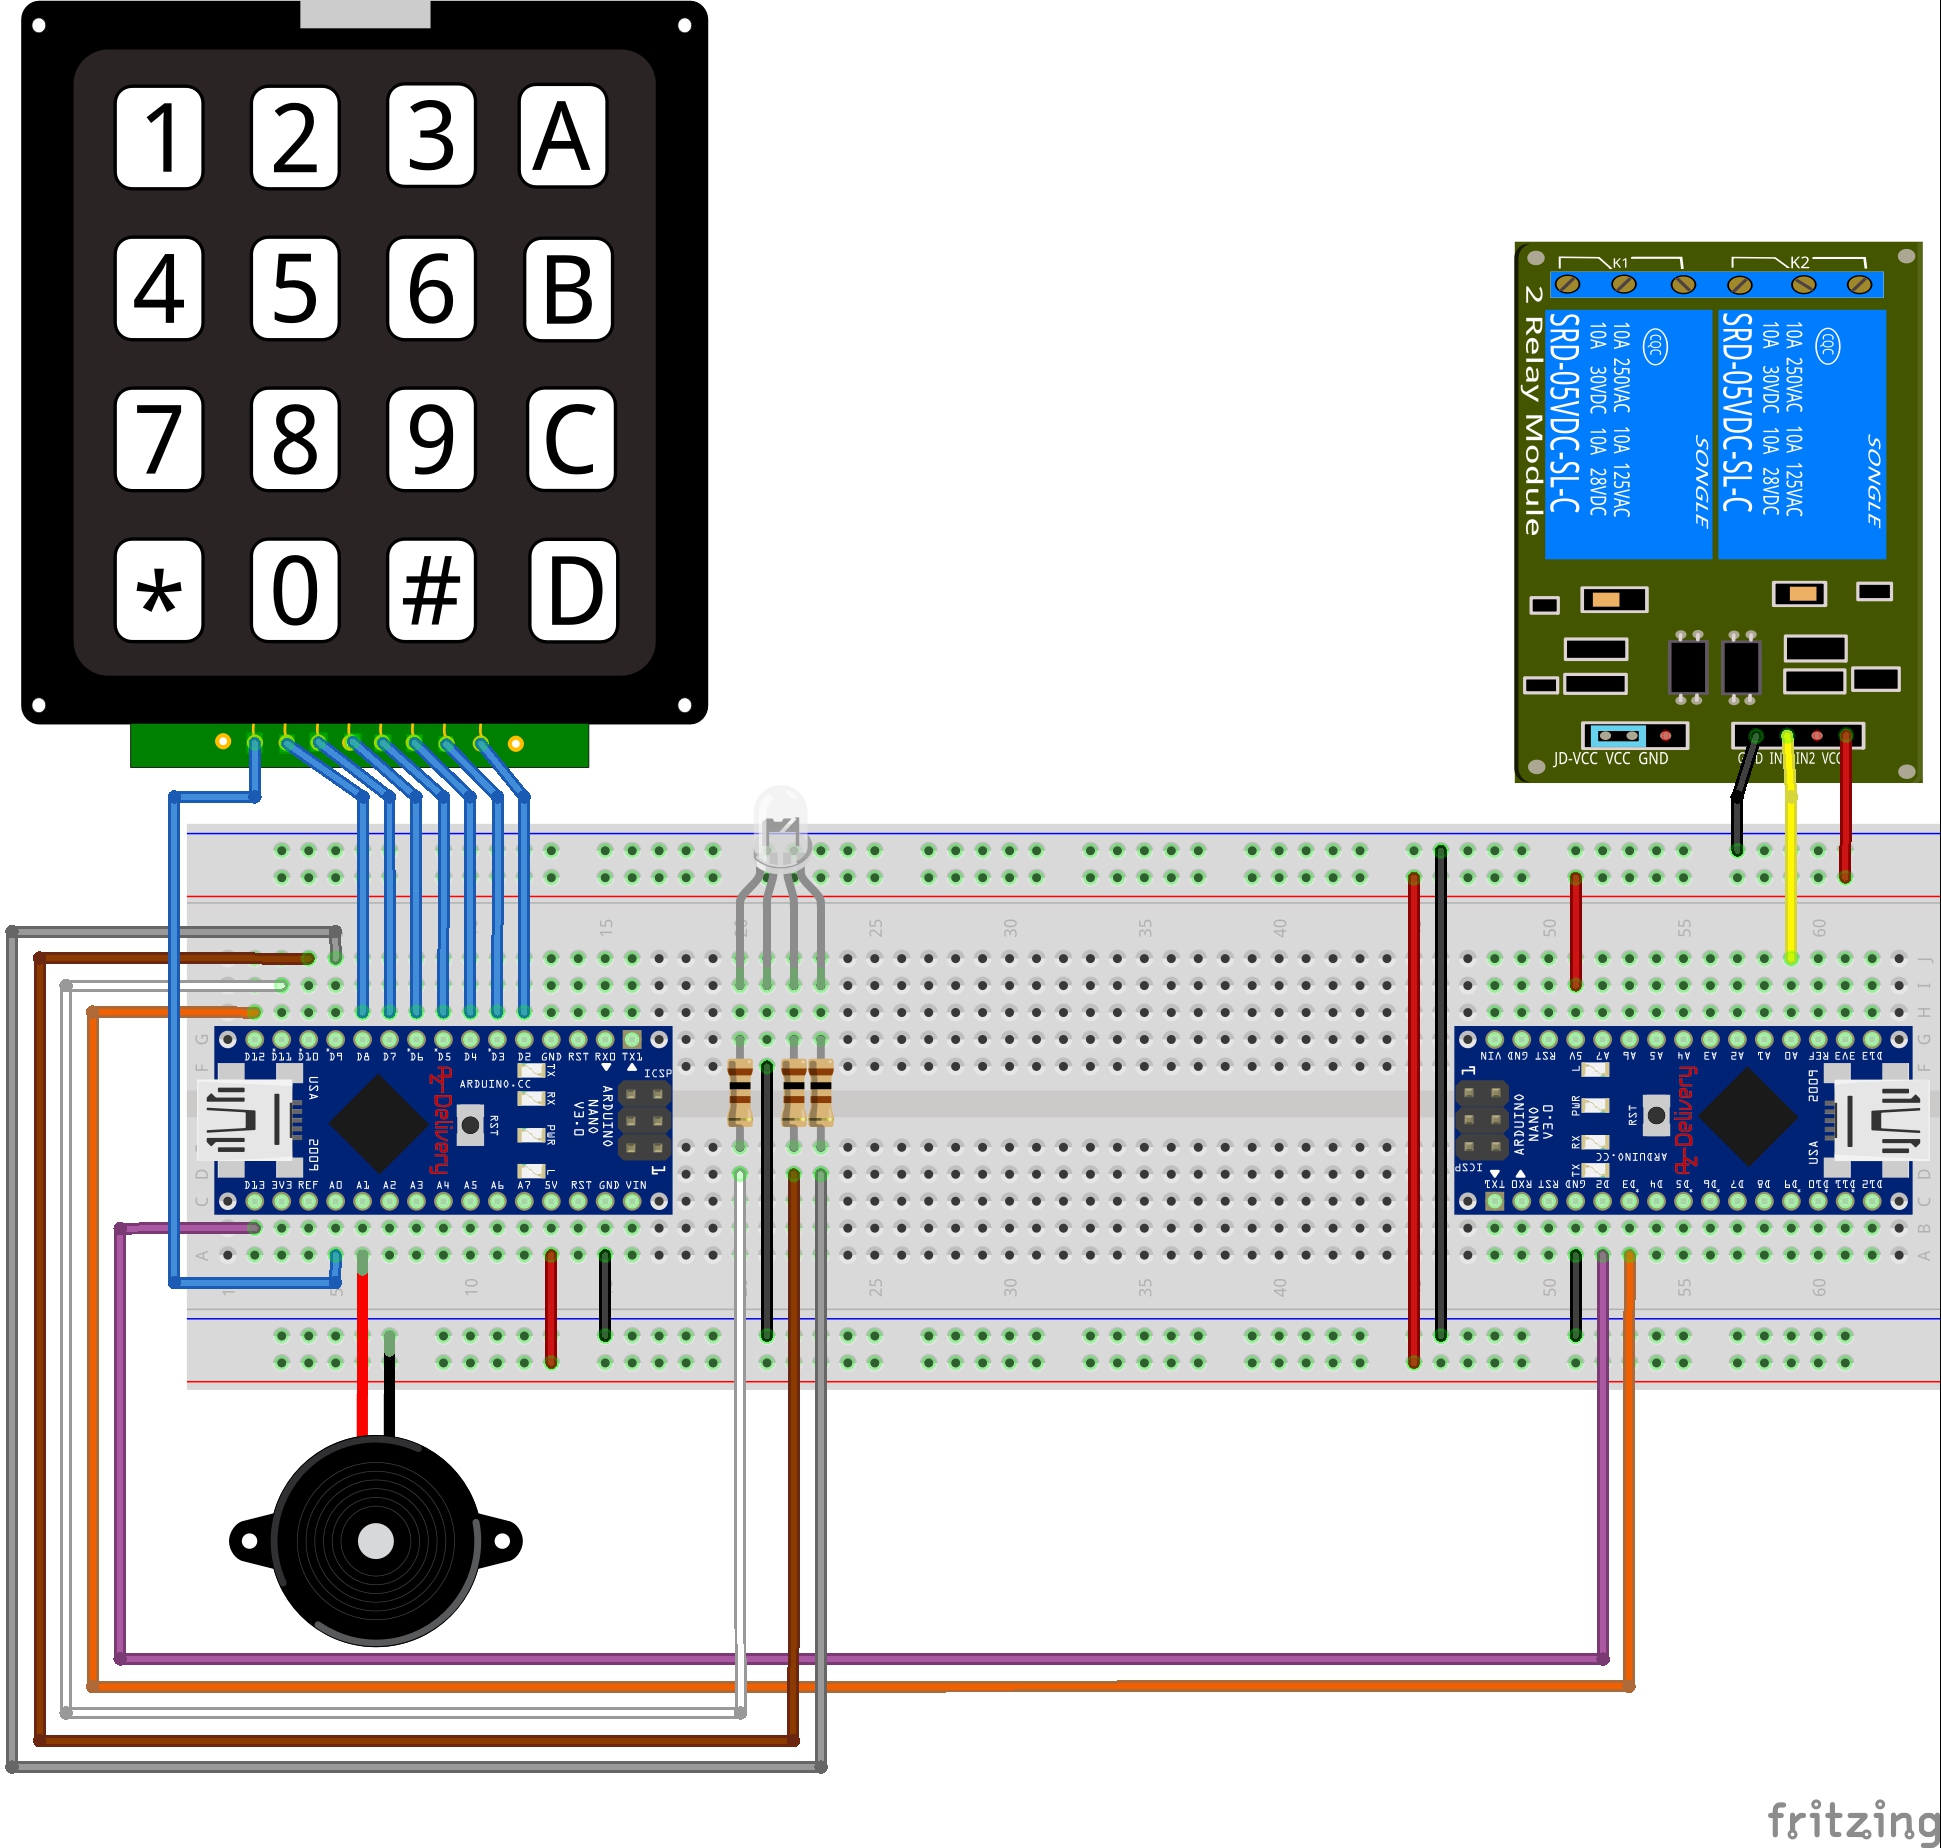 1 2 3 A
4 5 6 B
7 8 9 C
* 0 # D
K1 K2
2 Relay Module
SRD-05VDC-SL-C
10A 30VDC 10A 28VDC
10A 250VAC 10A 125VAC
CQC
SONGLE
SRD-05VDC-SL-C
10A 30VDC 10A 28VDC
10A 250VAC 10A 125VAC
CQC
SONGLE
JD-VCC VCC GND
IN2
15 25 30 35 40 50 55 60
J
I
H
G
F
D
C
B
A
G
F
D
C
A
D12 D11 D10 D9 D8 D7 D6 D5 D4 D3 D2 GND RST RX0 TX1
USA
2009
ARDUINO.CC
AZ-Delivery
RST
TX
RX
PWR
L
ARDUINO
NANO
V3.0
ICSP
1
D13 3V3 REF A0 A1 A2 A3 A4 A5 A6 A7 5V RST GND VIN
VIN GND RST 5V A7 A6 A5 A4 A3 A2 A1 A0 REF 3V3 D13
L
PWR
RX
TX
ARDUINO
NANO
V3.0
ICSP
1
RST
ARDUINO.CC
AZ-Delivery
2009
USA
TX1 RX0 RST GND D2 D3 D4 D5 D6 D7 D8 D9 D10 D11 D12
10 25 30 35 40 50 55 60
fritzing